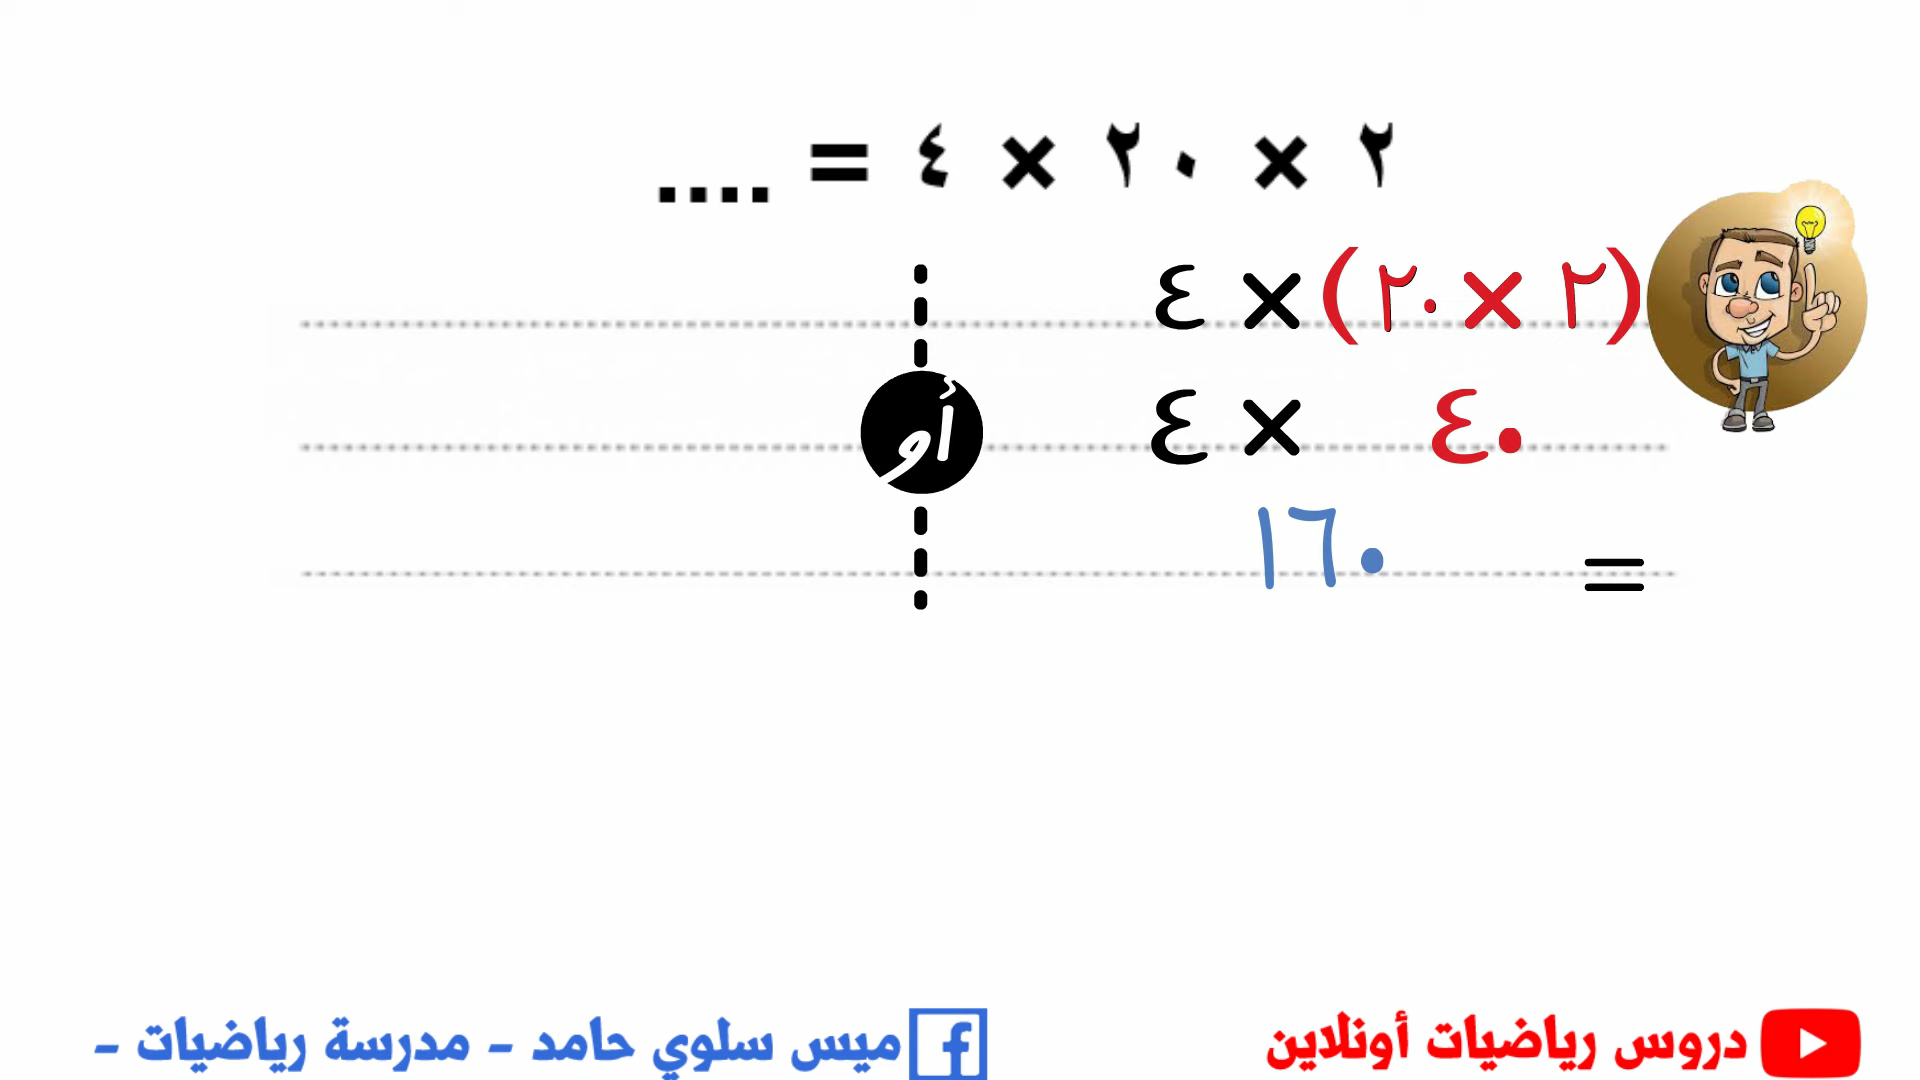 ٢ × ٢٠ × ٤ = ....
(٢ × ٢٠) × ٤
٤٠ × ٤
= ١٦٠
أو
دروس رياضيات أونلاين
ميس سلوي حامد - مدرسة رياضيات -